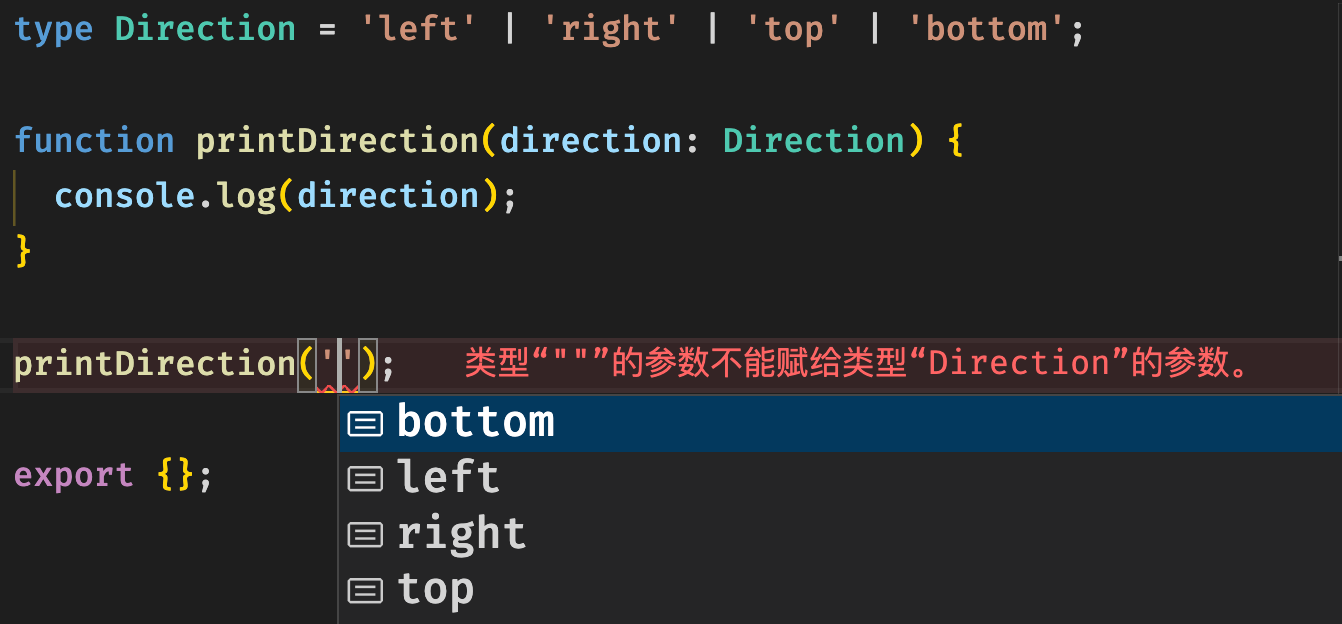 type Direction = 'left' | 'right' | 'top' | 'bottom';
function printDirection(direction: Direction) {
  console.log(direction);
}
printDirection(''); 类型“""”的参数不能赋给类型“Direction”的参数。
bottom
export {};
left
right
top